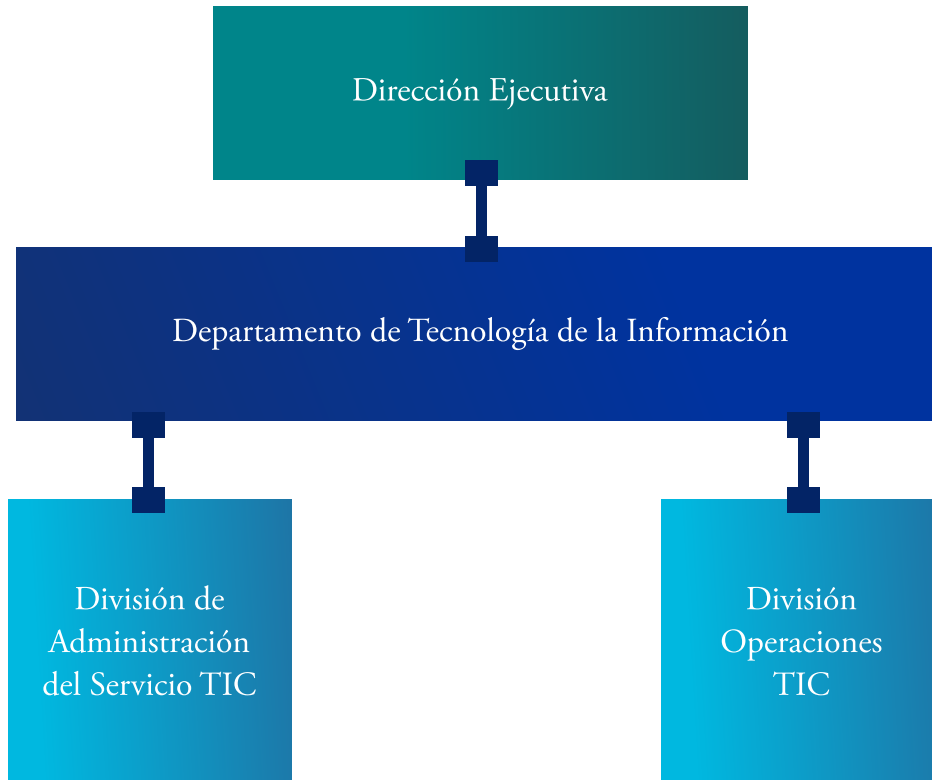 Dirección Ejecutiva
Departamento de Tecnología de la Información
División de
Administración
del Servicio TIC
División
Operaciones
TIC